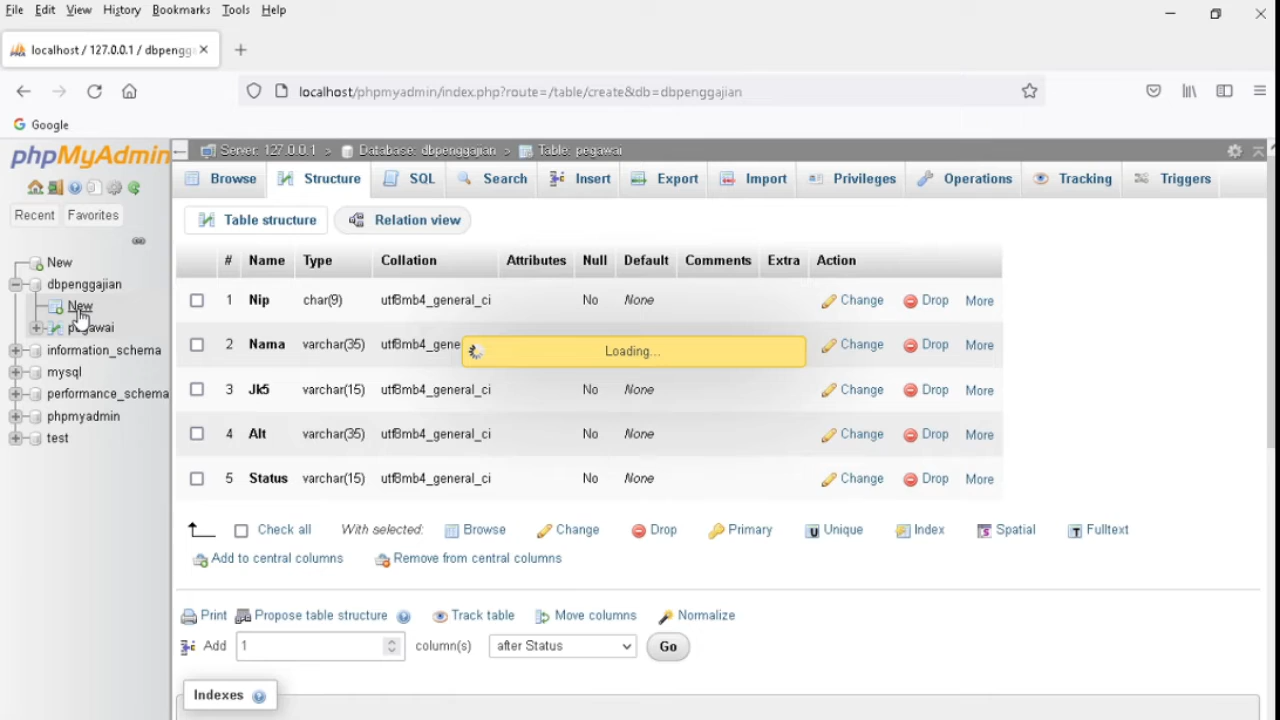 File Edit View History Bookmarks Tools Help
localhost / 127.0.0.1 / dbpengg
localhost/phpmyadmin/index.php?route=/table/create&db=dbpenggajian
Google
phpMyAdmin
Server: 127.0.0.1 > Database: dbpenggajian > Table: pegawai
Browse Structure SQL Search Insert Export Import Privileges Operations Tracking Triggers
Recent Favorites
Table structure Relation view
New
dbpenggajian
New
pegawai
information_schema
mysql
performance_schema
phpmyadmin
test
# Name Type Collation Attributes Null Default Comments Extra Action
1 Nip char(9) utf8mb4_general_ci No None Change Drop More
2 Nama varchar(35) utf8mb4_gene No None Change Drop More
Loading...
3 Jk5 varchar(15) utf8mb4_general_ci No None Change Drop More
4 Alt varchar(35) utf8mb4_general_ci No None Change Drop More
5 Status varchar(15) utf8mb4_general_ci No None Change Drop More
Check all With selected: Browse Change Drop Primary Unique Index Spatial Fulltext
Add to central columns Remove from central columns
Print Propose table structure Track table Move columns Normalize
Add 1 column(s) after Status Go
Indexes